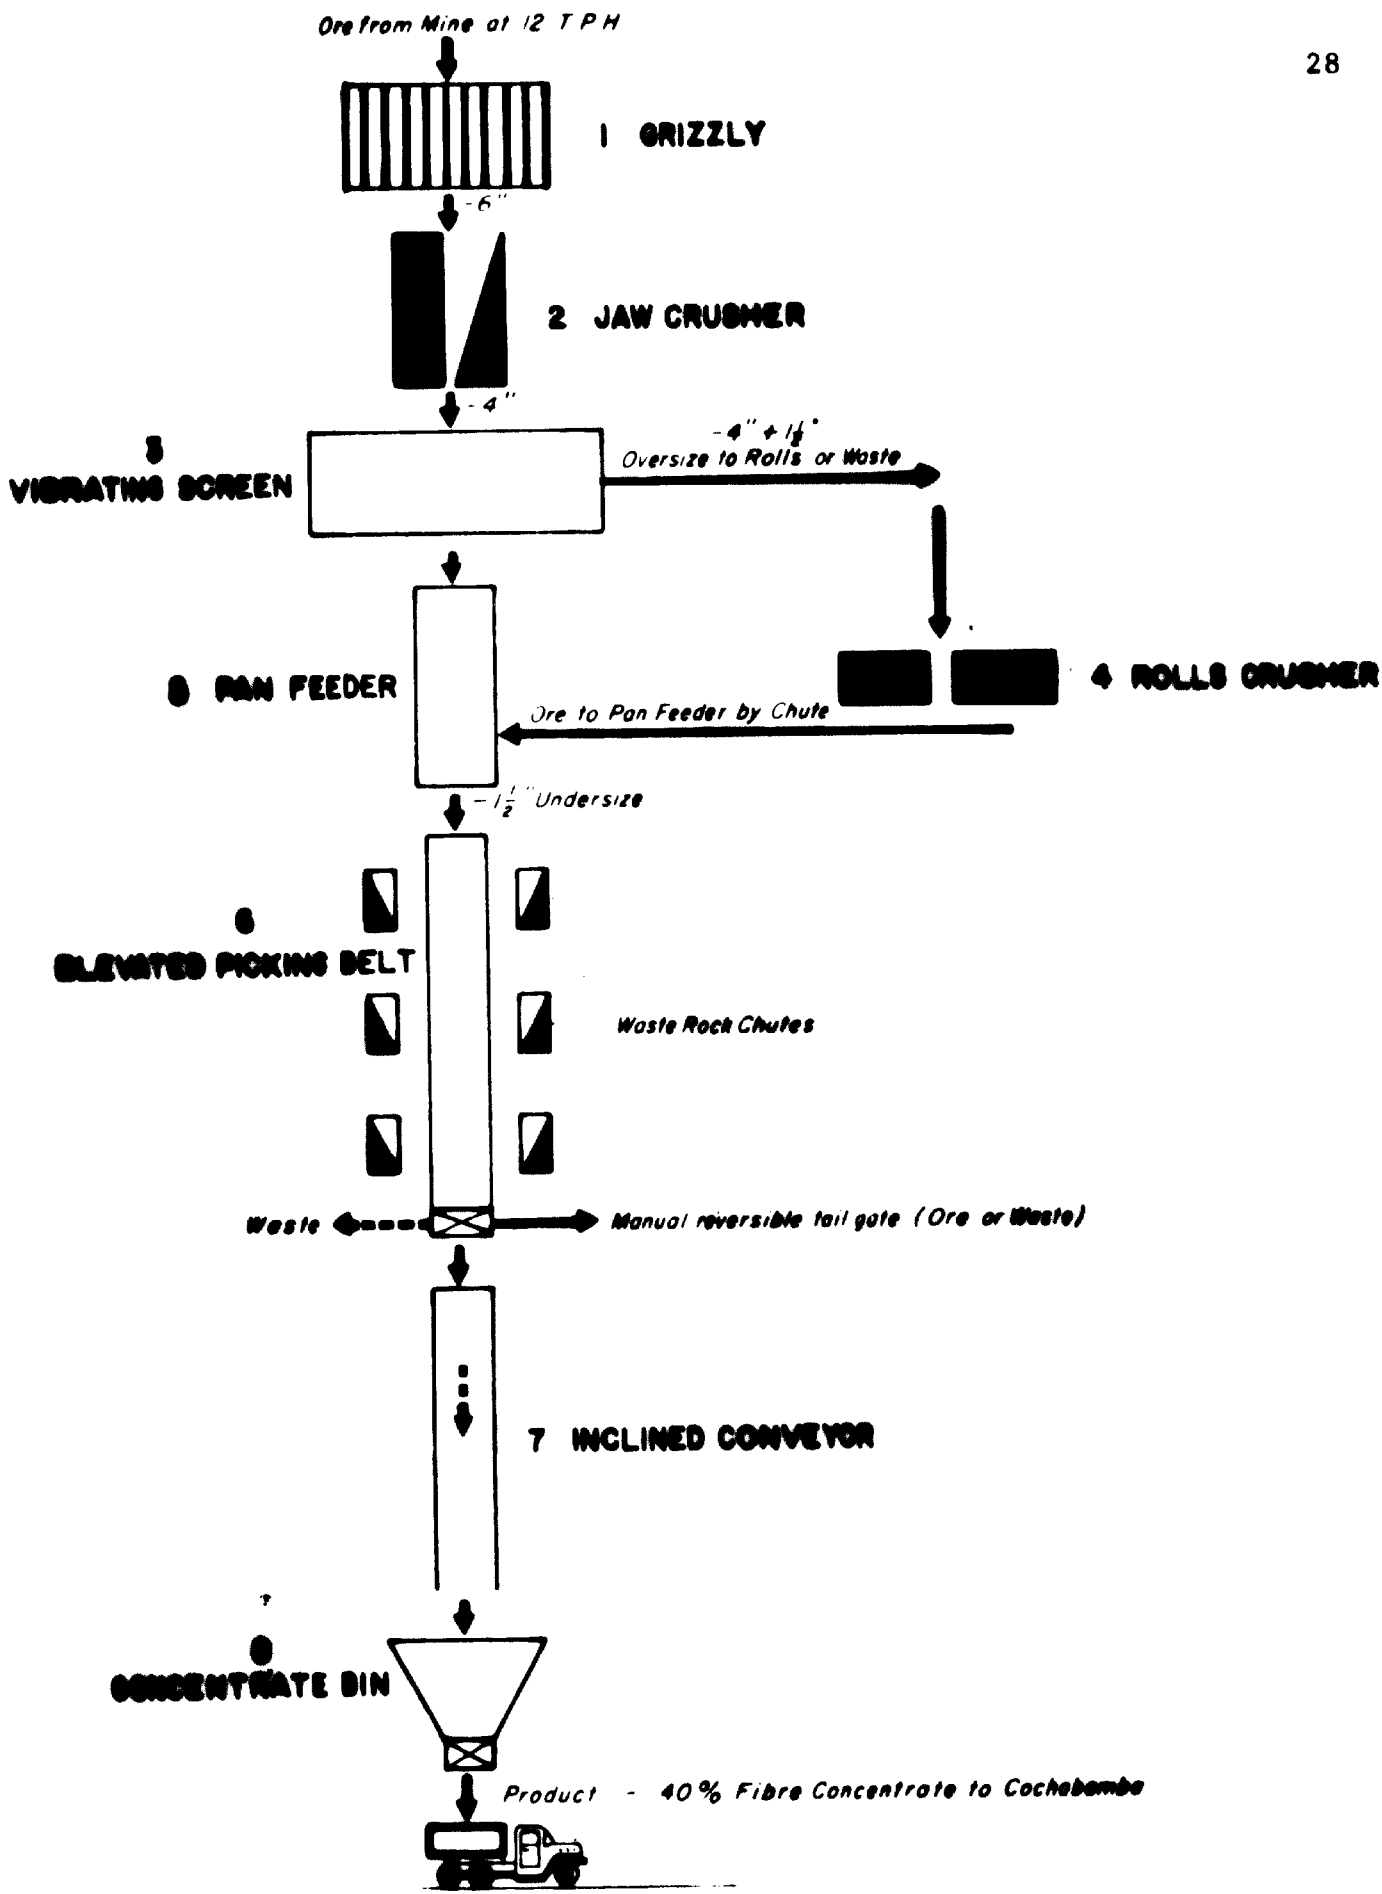 Ore from Mine at 12 T P H
28
1 GRIZZLY
-6"
2 JAW CRUSHER
-4"
3
VIBRATING SCREEN
-4" + 1½"
Oversize to Rolls or Waste
5 PAN FEEDER
4 ROLLS CRUSHER
Ore to Pan Feeder by Chute
-1½" Undersize
6
ELEVATED PICKING BELT
Waste Rock Chutes
Waste
Manual reversible tail gate (Ore or Waste)
7 INCLINED CONVEYOR
8
CONCENTRATE BIN
Product - 40% Fibre Concentrate to Cochabamba